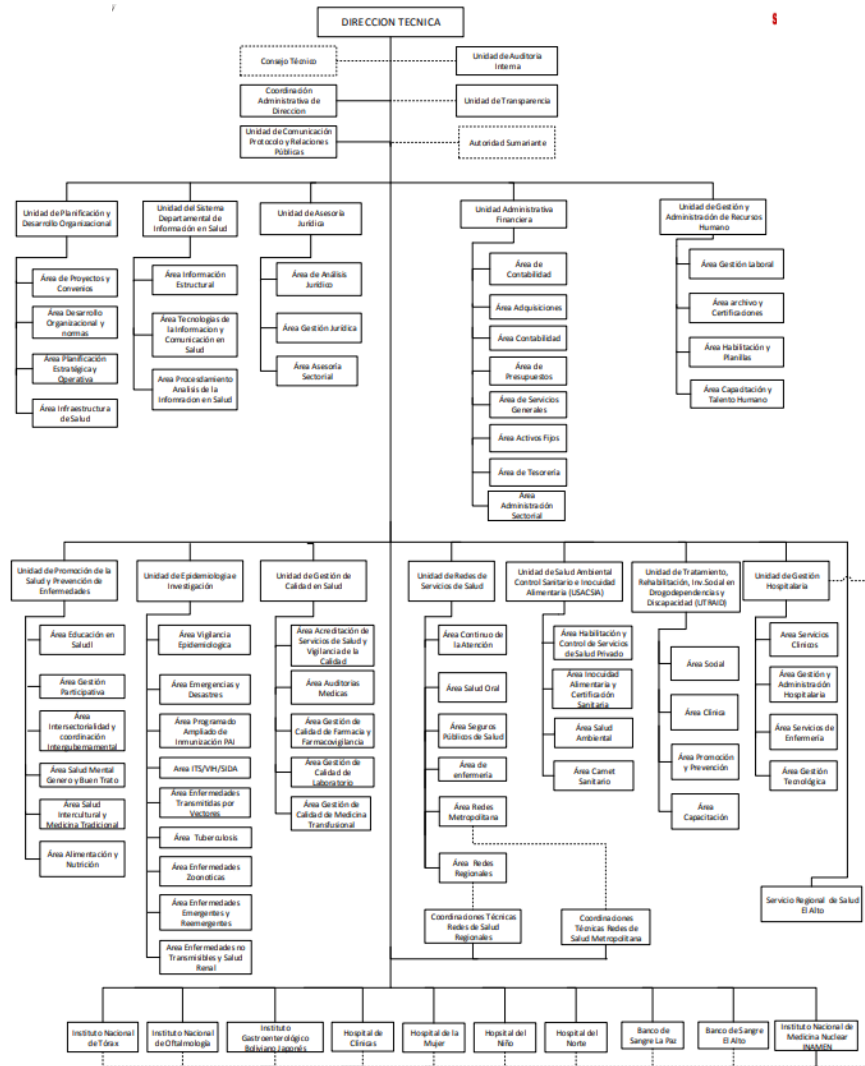 DIRECCION TECNICA
Consejo Técnico
Unidad de Auditoria
Interna
Coordinación
Administrativa de
Direccion
Unidad de Transparencia
Unidad de Comunicación
Protocolo y Relaciones
Públicas
Autoridad Sumariante
Unidad de Planificación y
Desarrollo Organizacional
Unidad del Sistema
Departamental de
Información en Salud
Unidad de Asesoría
Jurídica
Unidad Administrativa
Financiera
Unidad de Gestión y
Administración de Recursos
Humano
Área de Proyectos y
Convenios
Área Desarrollo
Organizacional y
normas
Área Planificación
Estratégica y
Operativa
Área Infraestructura
de Salud
Área Información
Estructural
Área Tecnologías de
la Informacion y
Comunicación en
Salud
Area Procesdamiento
Analisis de la
Infomracion en Salud
Área de Análisis
Jurídico
Área Gestión Jurídica
Área Asesoría
Sectorial
Área de
Contabilidad
Área Adquisiciones
Área Contabilidad
Área de
Presupuestos
Área de Servicios
Generales
Área Activos Fijos
Área de Tesorería
Área
Administración
Sectorial
Área Gestión Laboral
Área archivo y
Certificaciones
Área Habilitación y
Planillas
Área Capacitación y
Talento Humano
Unidad de Promoción de la
Salud y Prevención de
Enfermedades
Unidad de Epidemiologia e
Investigación
Unidad de Gestión de
Calidad en Salud
Unidad de Redes de
Servicios de Salud
Unidad de Salud Ambiental
Control Sanitario e Inocuidad
Alimentaria (USACSIA)
Unidad de Tratamiento,
Rehabilitación, Inv.Social en
Drogodependencias y
Discapacidad (UTRAID)
Unidad de Gestión
Hospitalaria
Área Educación en
Saludl
Área Gestión
Participativa
Área
Intersectorialidad y
coordinación
Intergubernamental
Área Salud Mental
Genero y Buen Trato
Área Salud
Intercultural y
Medicina Tradicional
Área Alimentación y
Nutrición
Área Vigilancia
Epidemiologica
Área Emergencias y
Desastres
Área Programado
Ampliado de
Inmunización PAI
Area ITS/VIH/SIDA
Área Enfermedades
Transmitidas por
Vectores
Área Tuberculosis
Área Enfermedades
Zoonoticas
Área Enfermedades
Emergentes y
Reemergentes
Area Enfermedades no
Transmisibles y Salud
Renal
Área Acreditación de
Servicios de Salud y
Vigilancia de la
Calidad
Área Auditorias
Medicas
Área Gestión de
Calidad de Farmacia y
Farmacovigilancia
Área Gestión de
Calidad de
Laboratorio
Área Gestión de
Calidad de Medicina
Transfusional
Área Continuo de
la Atención
Área Salud Oral
Área Seguros
Públicos de Salud
Área de
enfermería
Área Redes
Metropolitana
Área Redes
Regionales
Coordinaciones Técnicas
Redes de Salud
Regionales
Coordinaciones
Técnicas Redes de
Salud Metropolitana
Área Habilitación y
Control de Servicios
de Salud Privado
Área Inocuidad
Alimentaria y
Certificación
Sanitaria
Área Salud
Ambiental
Área Carnet
Sanitario
Área Social
Área Clínica
Área Promoción
y Prevención
Área
Capacitación
Área Servicios
Clínicos
Área Gestión y
Administración
Hospitalaria
Área Servicios de
Enfermería
Área Gestión
Tecnológica
Servicio Regional de Salud
El Alto
Instituto Nacional
de Tórax
Instituto Nacional
de Oftalmología
Instituto
Gastroenterológico
Boliviano Japonés
Hospital de
Clínicas
Hospital de la
Mujer
Hopsital del
Niño
Hospital del
Norte
Banco de
Sangre La Paz
Banco de Sangre
El Alto
Instituto Nacional de
Medicina Nuclear
INAMEN